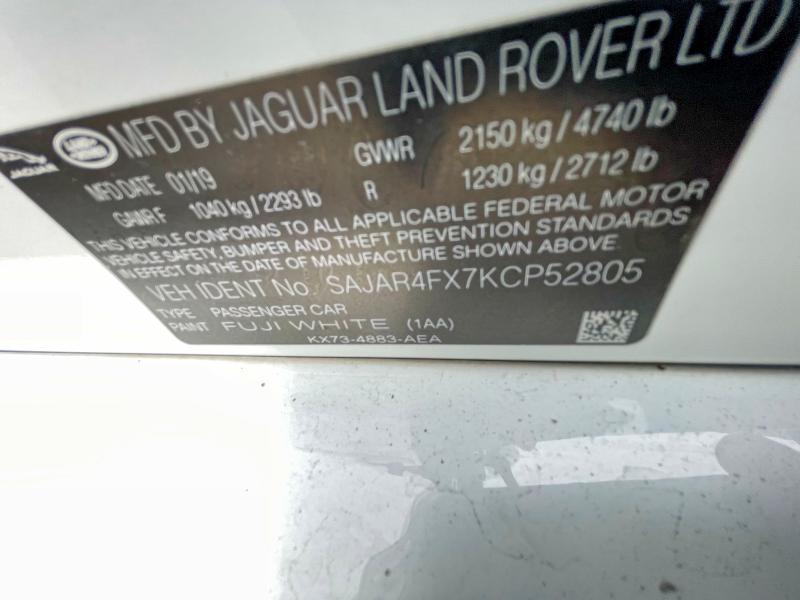 MFD BY JAGUAR LAND ROVER LTD
JAGUAR
LAND ROVER
MFD DATE 01/19 GVWR 2150 kg / 4740 lb
GAWR F 1040 kg / 2293 lb R 1230 kg / 2712 lb
THIS VEHICLE CONFORMS TO ALL APPLICABLE FEDERAL MOTOR
VEHICLE SAFETY, BUMPER AND THEFT PREVENTION STANDARDS
IN EFFECT ON THE DATE OF MANUFACTURE SHOWN ABOVE
VEH IDENT No. SAJAR4FX7KCP52805
TYPE PASSENGER CAR
PAINT FUJI WHITE (1AA)
KX73-4883-AEA